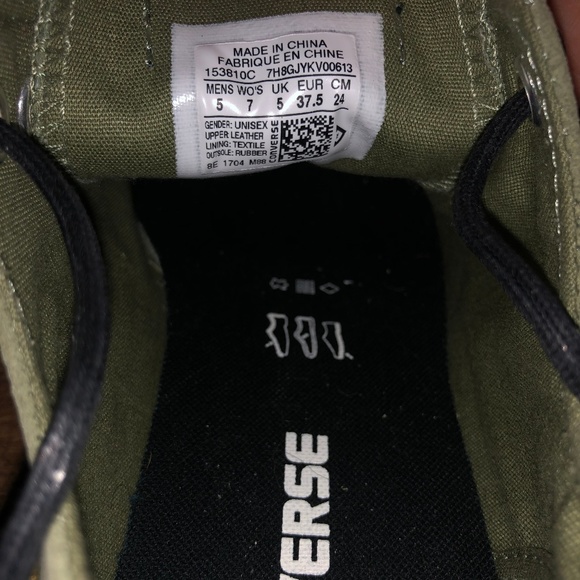 MADE IN CHINA
FABRIQUE EN CHINE
153810C 7H8GJYKV00613
MENS WO'S UK EUR CM
5 7 5 37.5 24
GENDER: UNISEX
UPPER LEATHER
LINING: TEXTILE
OUTSOLE: RUBBER
SE 1704 M88
CONVERSE
VERSE